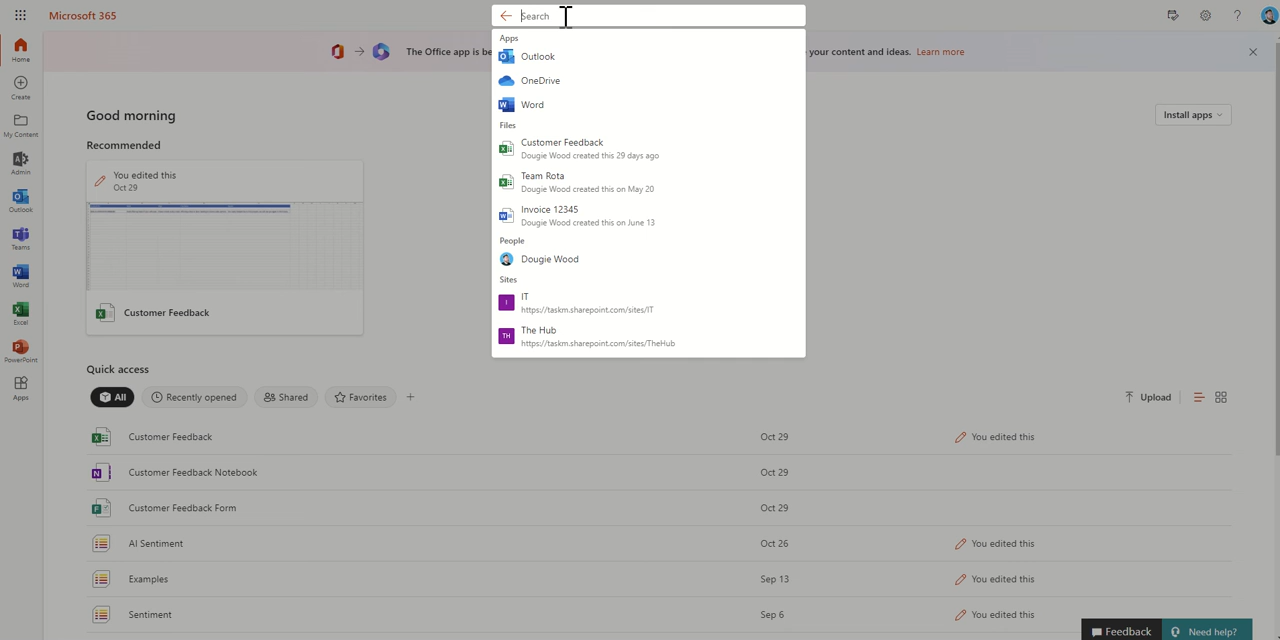 Microsoft 365
Search
The Office app is be
your content and ideas. Learn more
Apps
Outlook
OneDrive
Word
Files
Customer Feedback
Dougie Wood created this 29 days ago
Team Rota
Dougie Wood created this on May 20
Invoice 12345
Dougie Wood created this on June 13
People
Dougie Wood
Sites
I
IT
https://taskm.sharepoint.com/sites/IT
TH
The Hub
https://taskm.sharepoint.com/sites/TheHub
Home
Create
My Content
Admin
Outlook
Teams
Word
Excel
PowerPoint
Apps
Good morning
Install apps
Recommended
You edited this
Oct 29
Customer Feedback
Quick access
All
Recently opened
Shared
Favorites
Upload
Customer Feedback Oct 29 You edited this
Customer Feedback Notebook Oct 29
Customer Feedback Form Oct 29
AI Sentiment Oct 26 You edited this
Examples Sep 13 You edited this
Sentiment Sep 6 You edited this
Feedback
Need help?